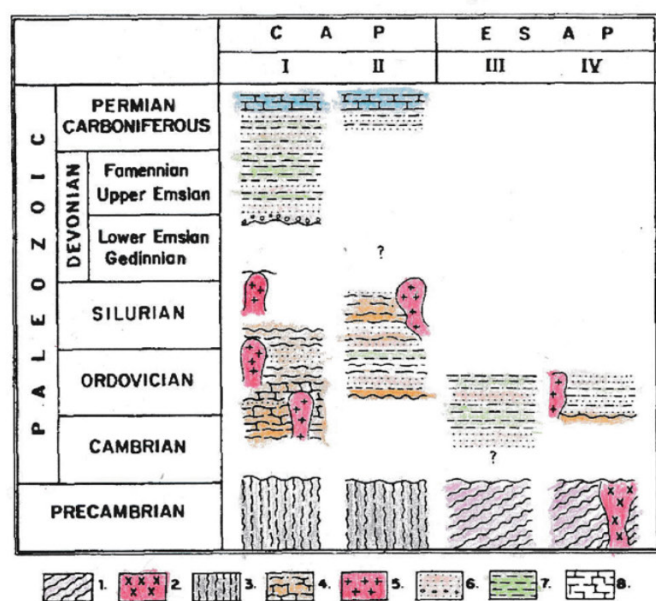 C A P E S A P
I II III IV
PALEOZOIC
PERMIAN
CARBONIFEROUS
DEVONIAN
Famennian
Upper Emsian
Lower Emsian
Gedinnian
?
SILURIAN
ORDOVICIAN
CAMBRIAN
?
PRECAMBRIAN
1. 2. 3. 4. 5. 6. 7. 8.